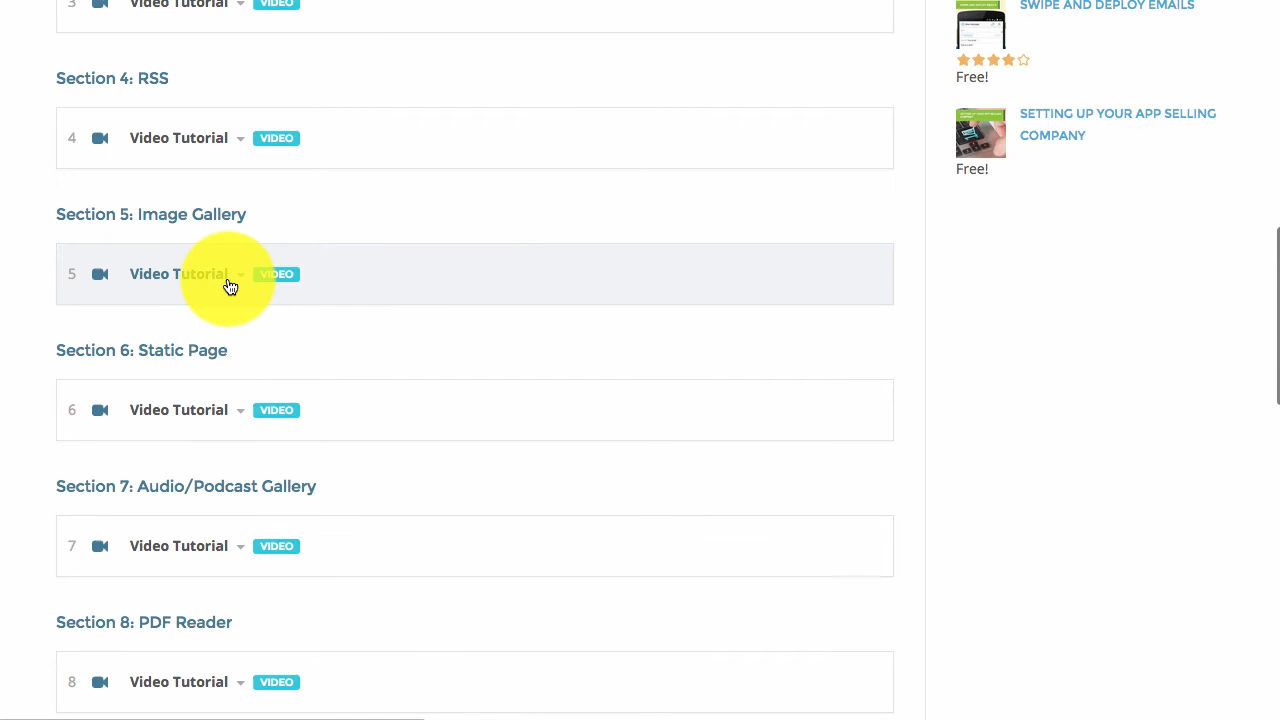 3 Video Tutorial VIDEO
Section 4: RSS
4 Video Tutorial VIDEO
Section 5: Image Gallery
5 Video Tutorial VIDEO
Section 6: Static Page
6 Video Tutorial VIDEO
Section 7: Audio/Podcast Gallery
7 Video Tutorial VIDEO
Section 8: PDF Reader
8 Video Tutorial VIDEO
SWIPE AND DEPLOY EMAILS
Free!
SETTING UP YOUR APP SELLING
COMPANY
Free!